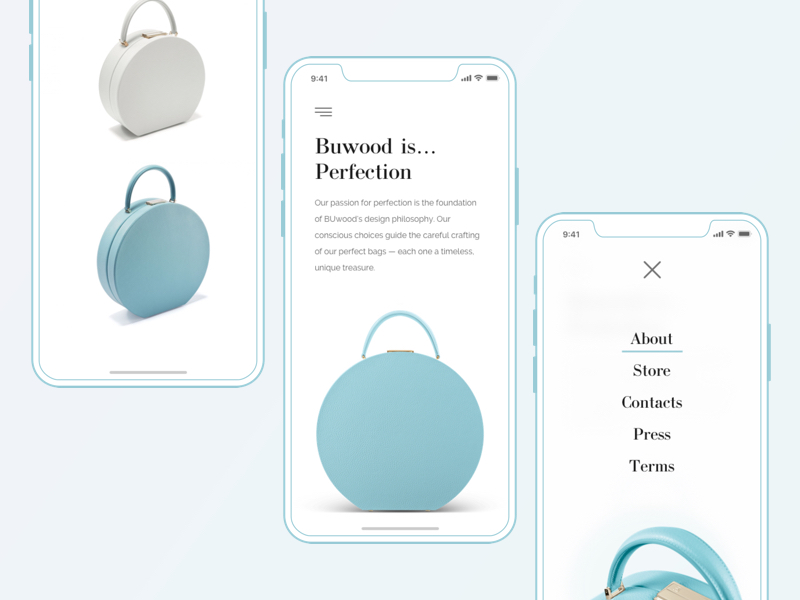 9:41
Buwood is...
Perfection
Our passion for perfection is the foundation
of BUwood's design philosophy. Our
conscious choices guide the careful crafting
of our perfect bags — each one a timeless,
unique treasure.
9:41
About
Store
Contacts
Press
Terms